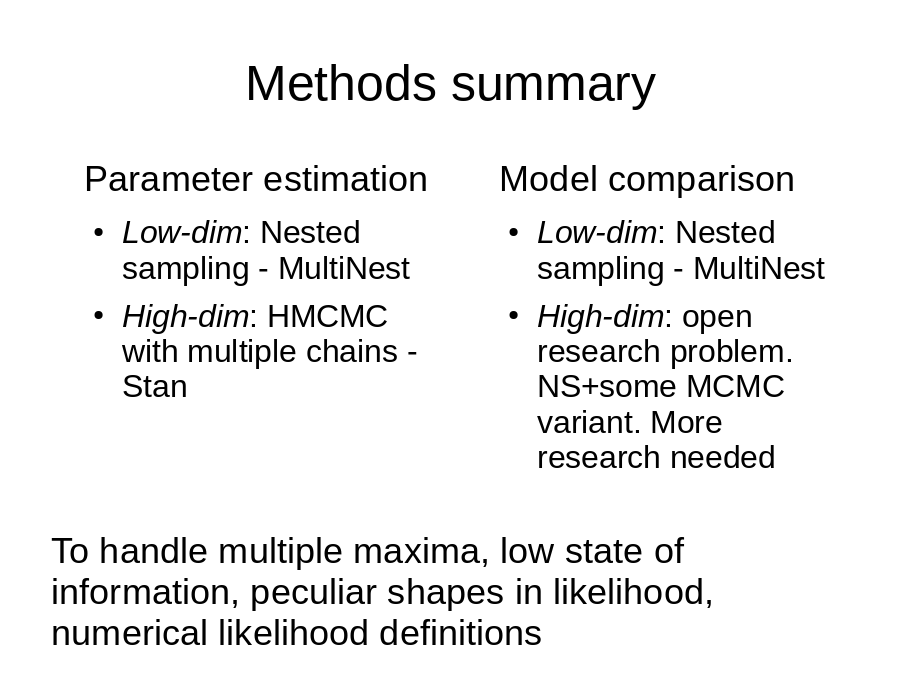 Methods summary
Parameter estimation
• Low-dim: Nested
sampling - MultiNest
• High-dim: HMCMC
with multiple chains -
Stan
Model comparison
• Low-dim: Nested
sampling - MultiNest
• High-dim: open
research problem.
NS+some MCMC
variant. More
research needed
To handle multiple maxima, low state of
information, peculiar shapes in likelihood,
numerical likelihood definitions